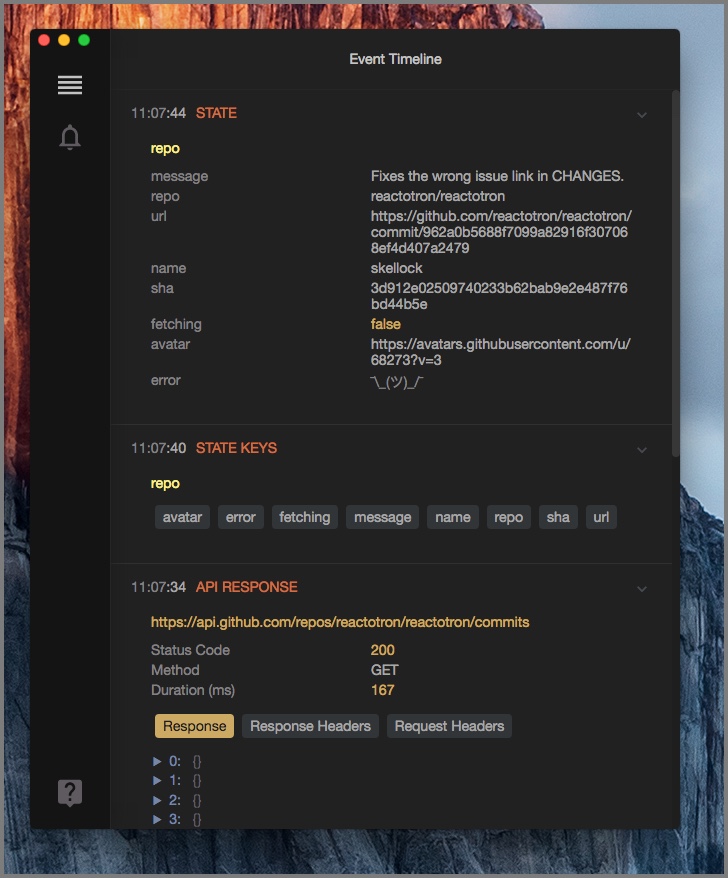 Event Timeline
11:07:44 STATE
repo
message Fixes the wrong issue link in CHANGES.
repo reactotron/reactotron
url https://github.com/reactotron/reactotron/
commit/962a0b5688f7099a82916f30706
8ef4d407a2479
name skellock
sha 3d912e02509740233b62bab9e2e487f76
bd44b5e
fetching false
avatar https://avatars.githubusercontent.com/u/
68273?v=3
error ¯\_(ツ)_/¯
11:07:40 STATE KEYS
repo
avatar error fetching message name repo sha url
11:07:34 API RESPONSE
https://api.github.com/repos/reactotron/reactotron/commits
Status Code 200
Method GET
Duration (ms) 167
Response Response Headers Request Headers
▶ 0: {}
▶ 1: {}
▶ 2: {}
▶ 3: {}
?